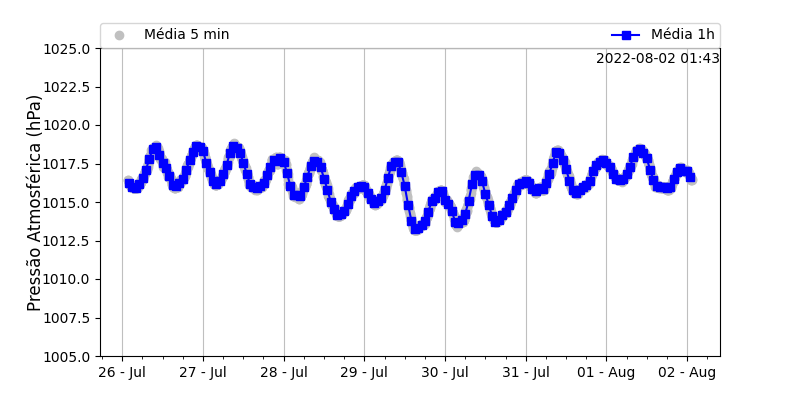 Média 5 min
Média 1h
2022-08-02 01:43
Pressão Atmosférica (hPa)
1025.0
1022.5
1020.0
1017.5
1015.0
1012.5
1010.0
1007.5
1005.0
26 - Jul
27 - Jul
28 - Jul
29 - Jul
30 - Jul
31 - Jul
01 - Aug
02 - Aug